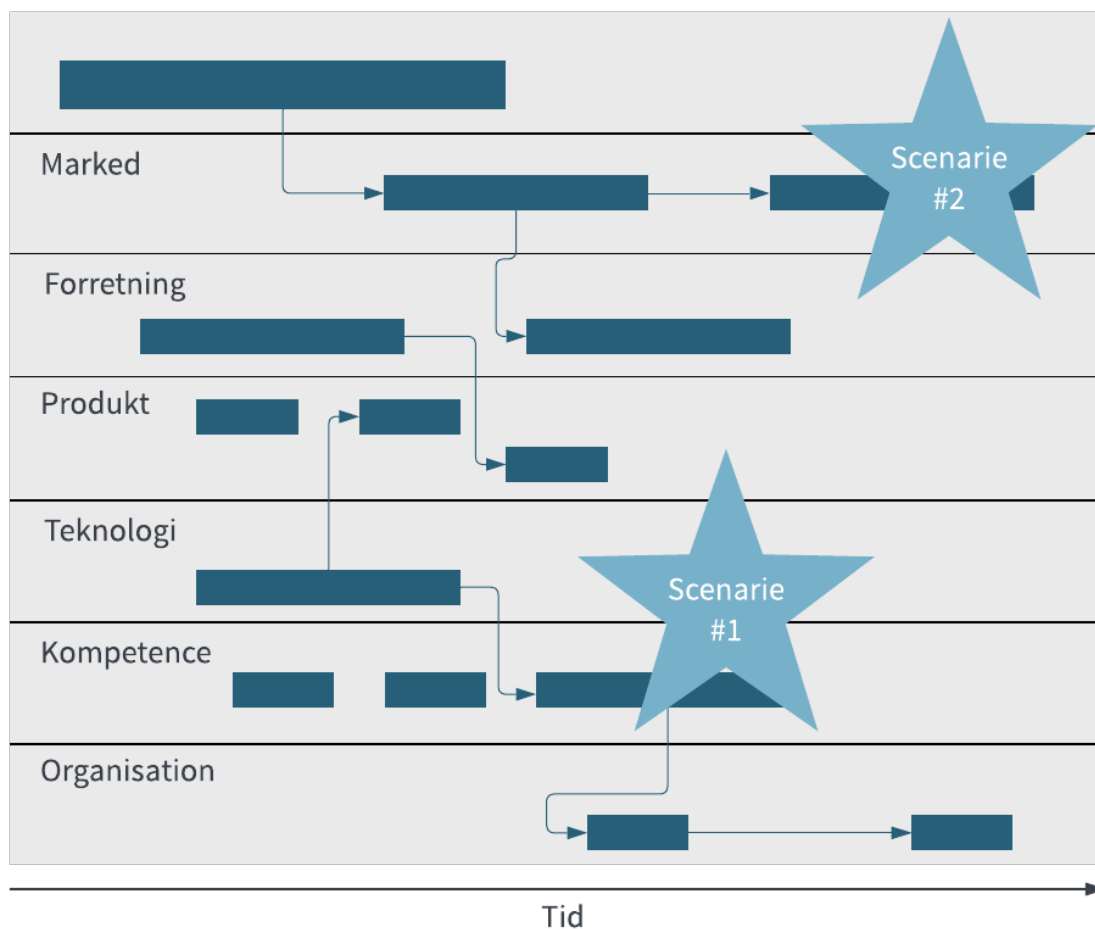 Marked
Scenarie
#2
Forretning
Produkt
Teknologi
Scenarie
#1
Kompetence
Organisation
Tid